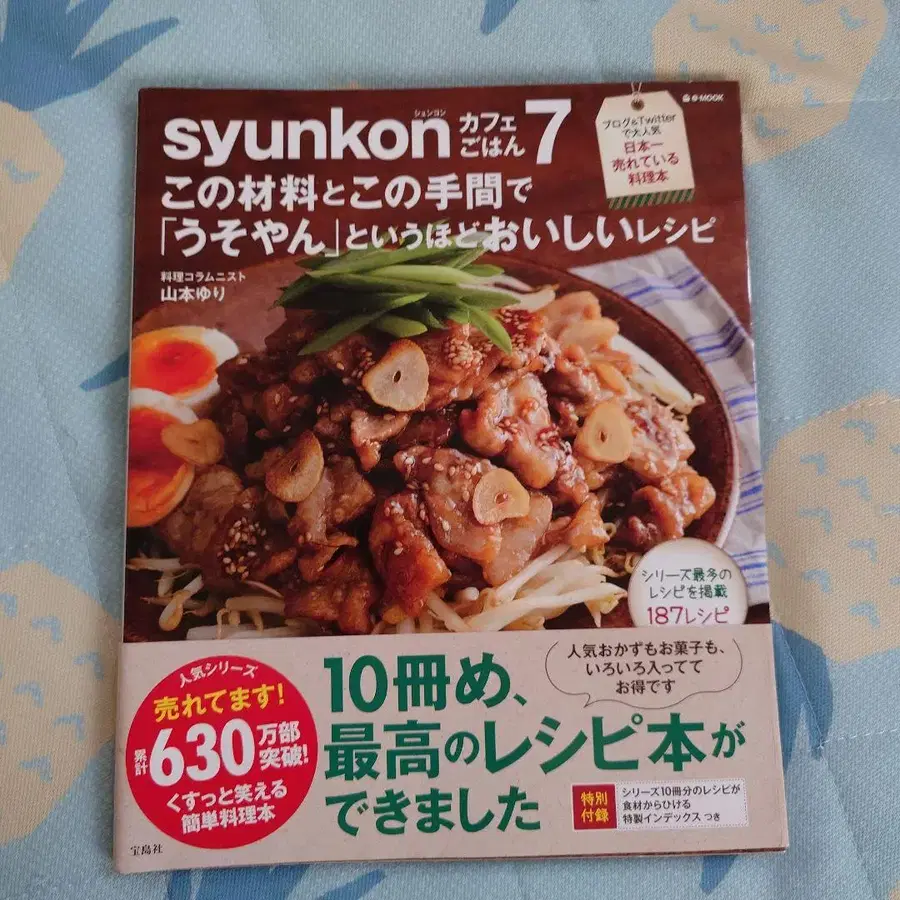 e-MOOK
syunkon
シュンコン
カフェ
ごはん
7
ブログ&Twitter
で大人気
日本一
売れている
料理本
この材料とこの手間で
「うそやん」というほどおいしいレシピ
料理コラムニスト
山本ゆり
シリーズ最多の
レシピを掲載
187レシピ
人気シリーズ
売れてます!
累計630万部
突破!
くすっと笑える
簡単料理本
宝島社
10冊め、
最高のレシピ本が
できました
人気おかずもお菓子も、
いろいろ入ってて
お得です
特別
付録
シリーズ10冊分のレシピが
食材からひける
特製インデックス つき